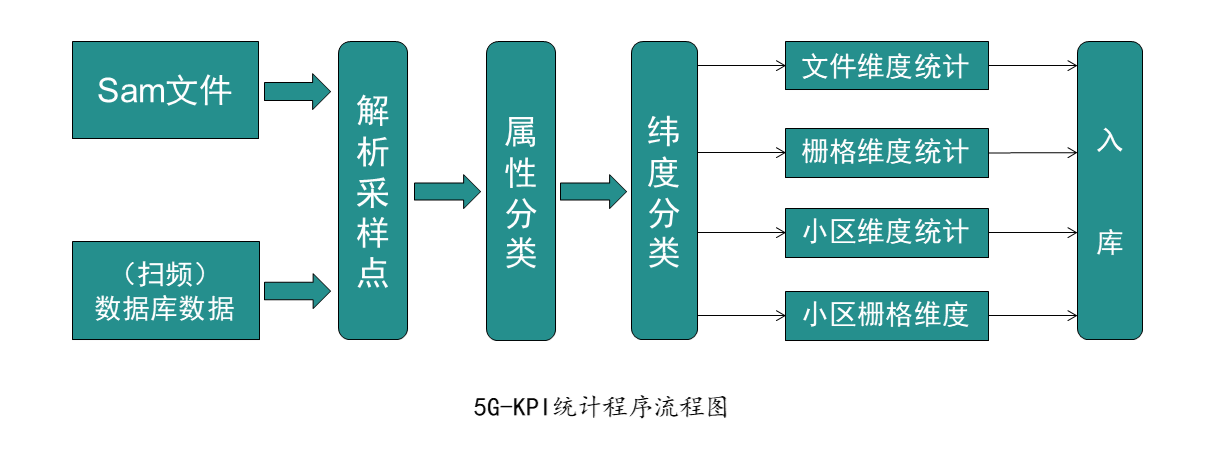 Sam文件
（扫频）
数据库数据
解析采样点
属性分类
纬度分类
文件维度统计
栅格维度统计
小区维度统计
小区栅格维度
入库
5G-KPI统计程序流程图